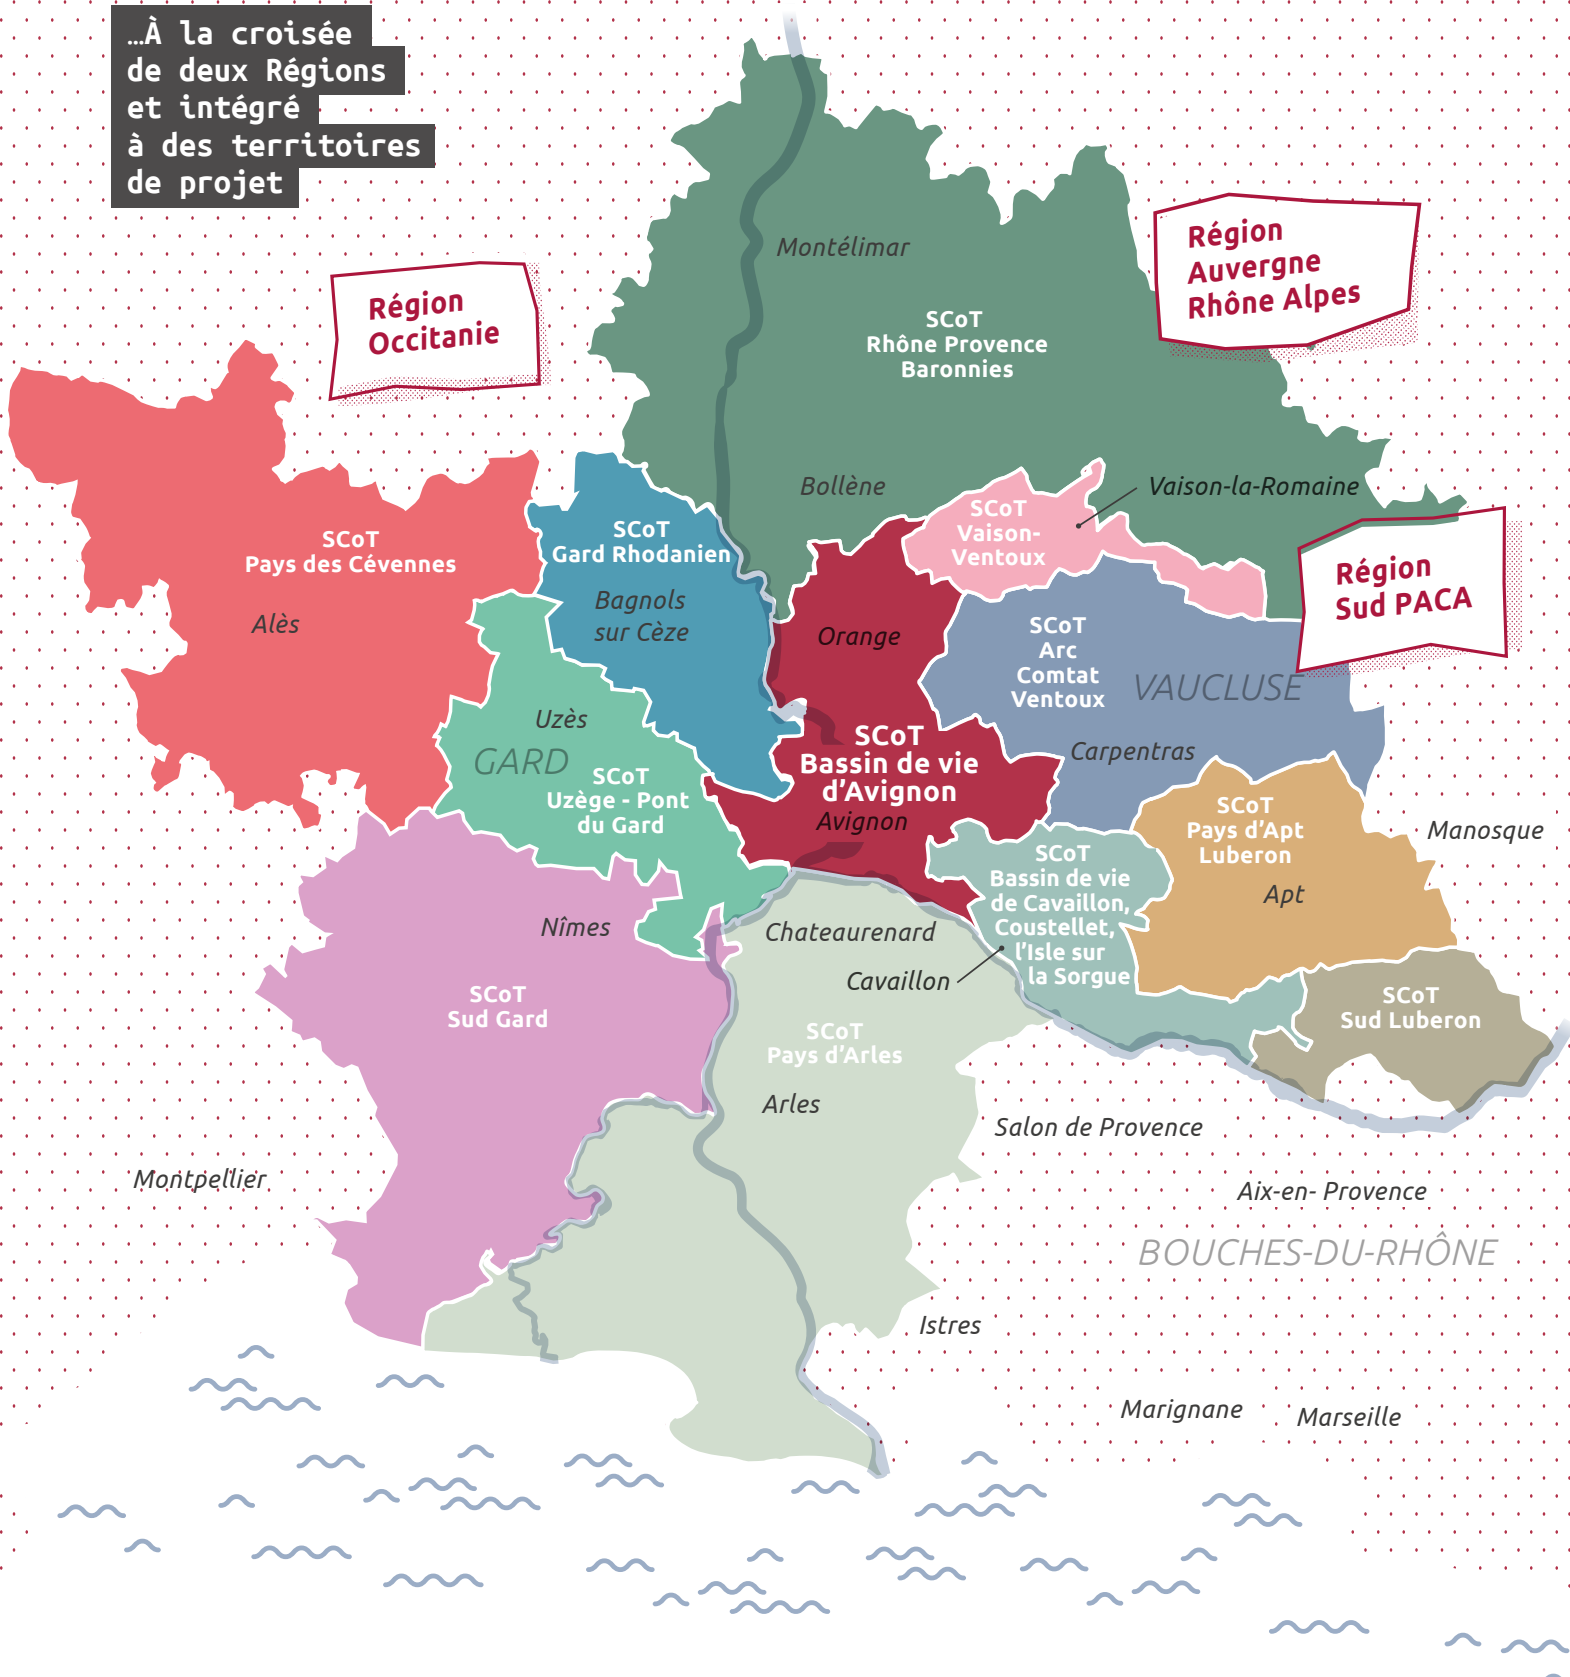 …À la croisée
de deux Régions
et intégré
à des territoires
de projet
Région
Auvergne
Rhône Alpes
Montélimar
Région
Occitanie
SCoT
Rhône Provence
Baronnies
Bollène
Vaison-la-Romaine
SCoT
Vaison-
Ventoux
SCoT
Gard Rhodanien
Bagnols
sur Cèze
SCoT
Pays des Cévennes
Alès
Région
Sud PACA
Orange
SCoT
Arc
Comtat
Ventoux
VAUCLUSE
Carpentras
Uzès
GARD
SCoT
Uzège - Pont
du Gard
SCoT
Bassin de vie
d'Avignon
Avignon
SCoT
Pays d'Apt
Luberon
Apt
Manosque
SCoT
Bassin de vie
de Cavaillon,
Coustellet,
l'Isle sur
la Sorgue
Nîmes
Chateaurenard
Cavaillon
SCoT
Sud Gard
SCoT
Sud Luberon
SCoT
Pays d'Arles
Arles
Salon de Provence
Montpellier
Aix-en- Provence
BOUCHES-DU-RHÔNE
Istres
Marignane
Marseille